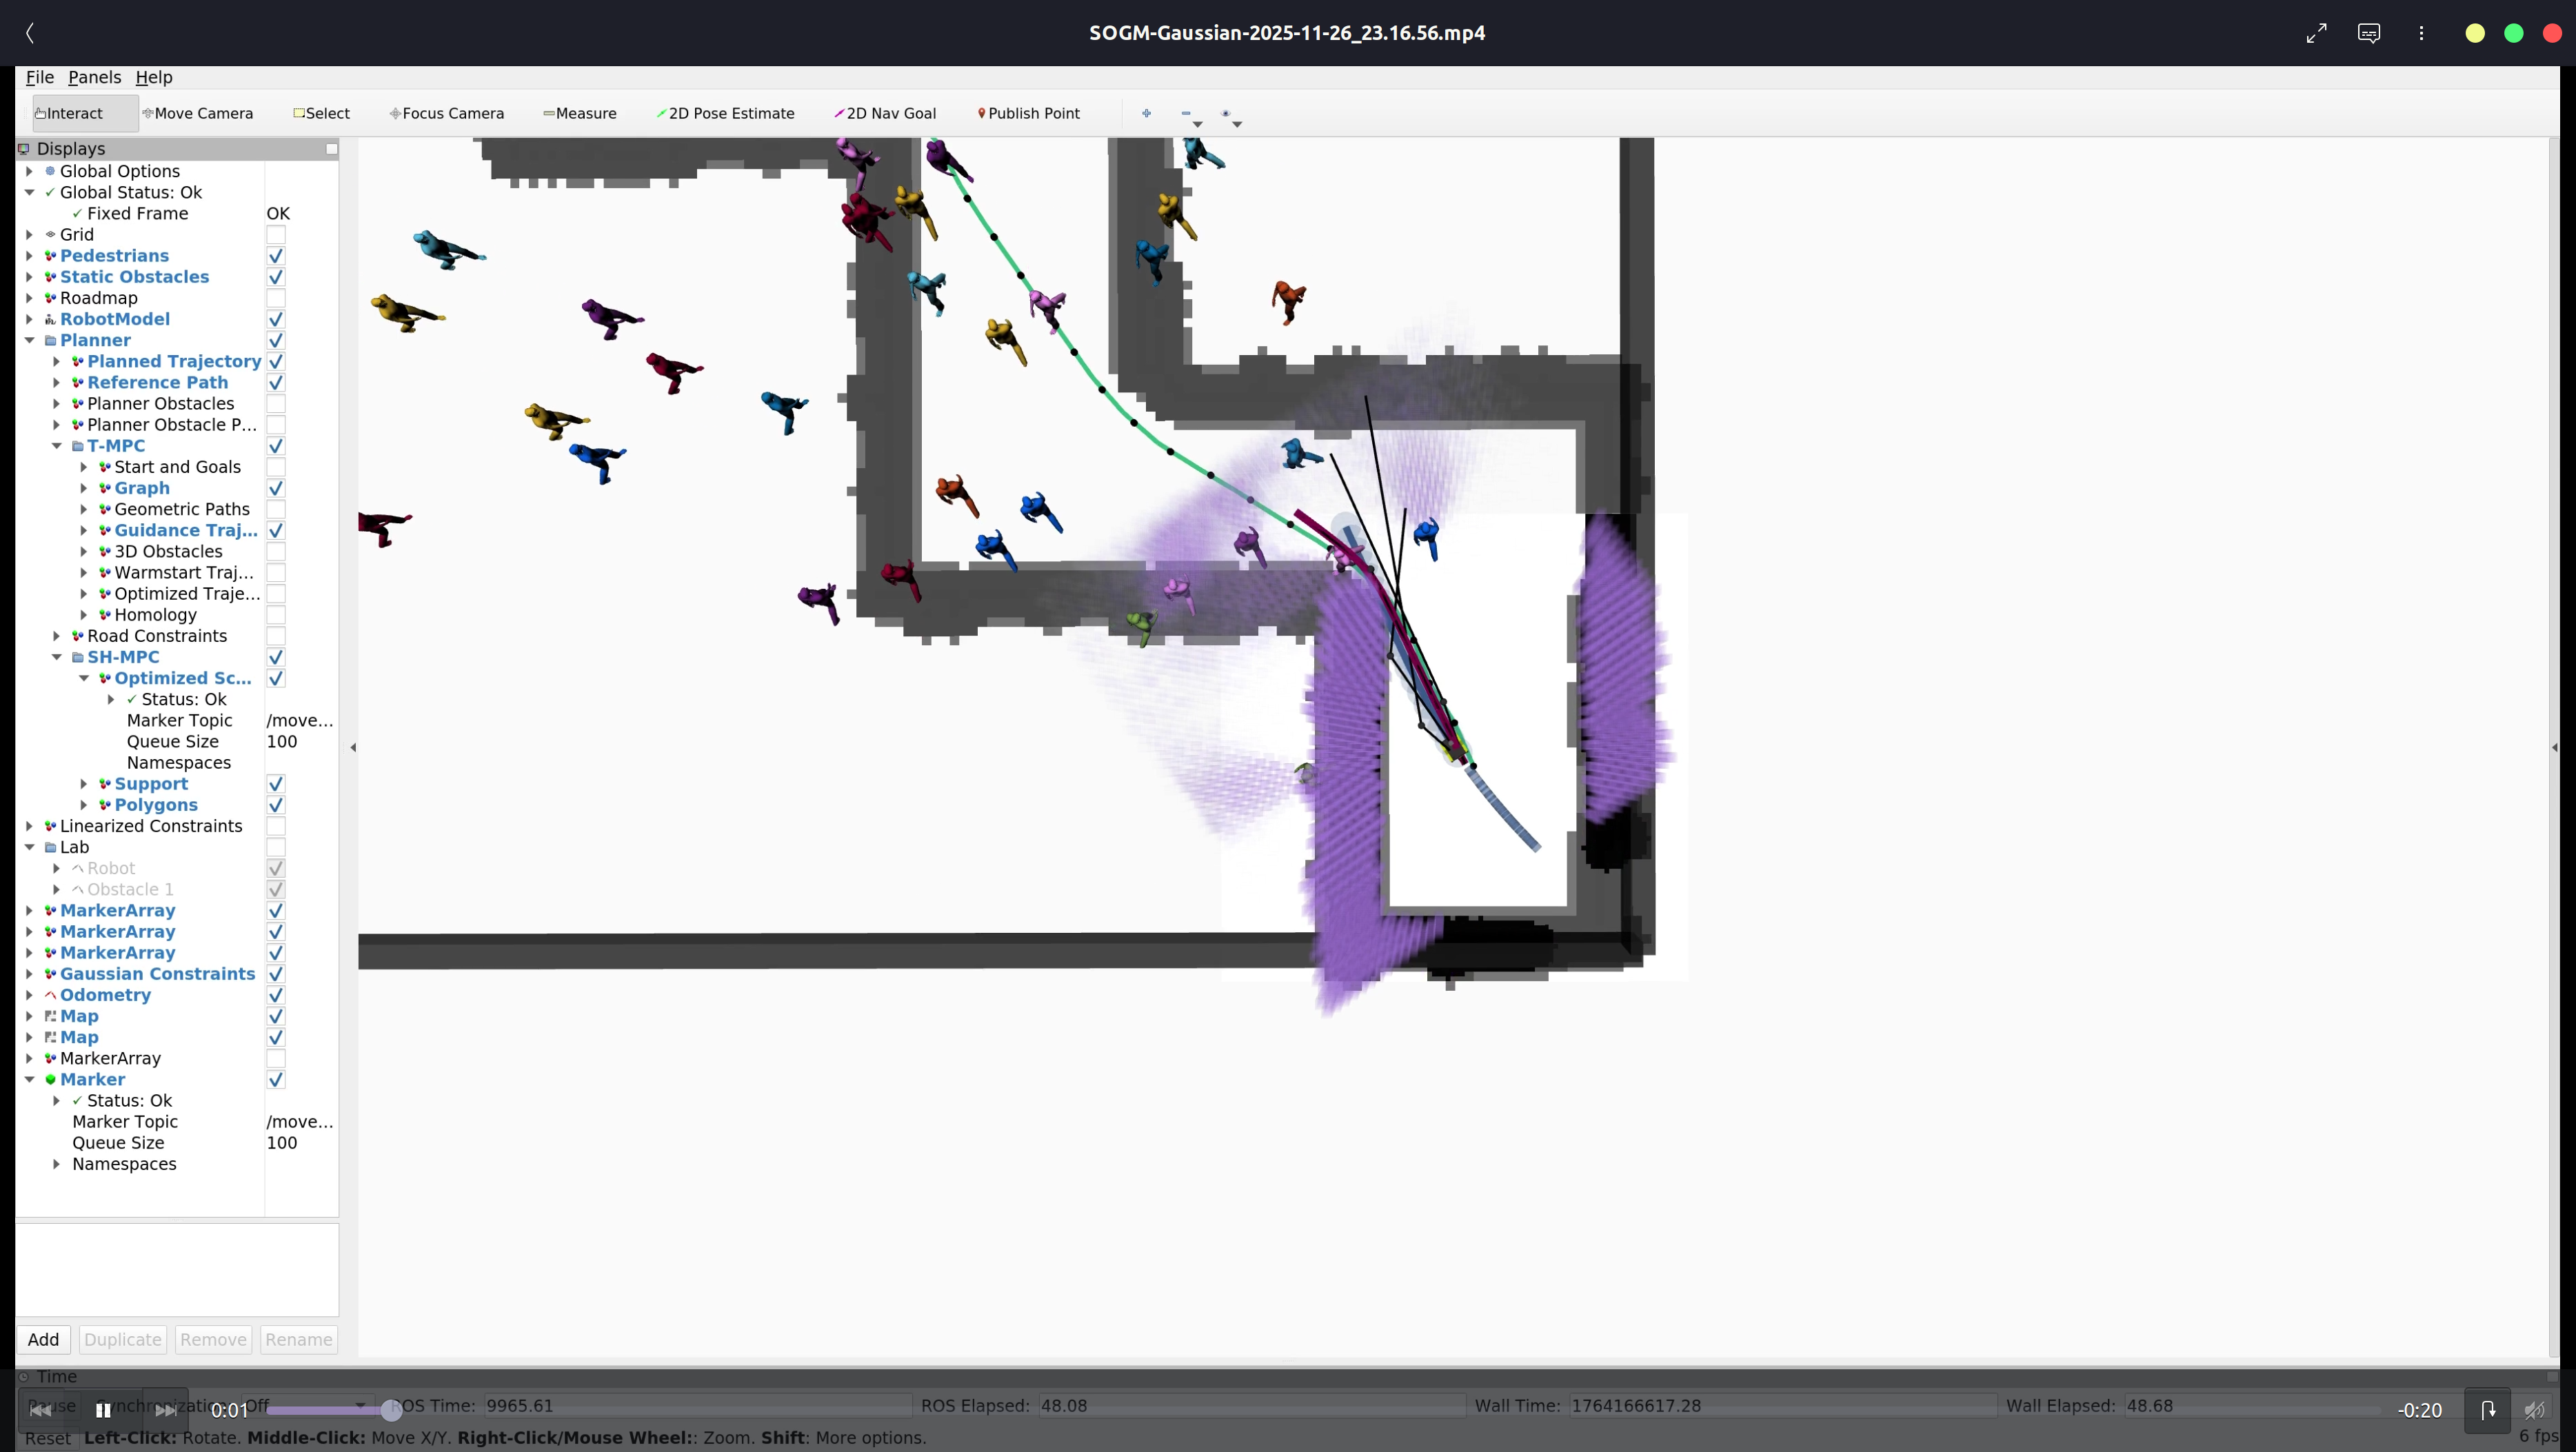 SOGM-Gaussian-2025-11-26_23.16.56.mp4
File Panels Help
Interact Move Camera Select Focus Camera Measure 2D Pose Estimate 2D Nav Goal Publish Point
Displays
Global Options
Global Status: Ok
Fixed Frame OK
Grid
Pedestrians
Static Obstacles
Roadmap
RobotModel
Planner
Planned Trajectory
Reference Path
Planner Obstacles
Planner Obstacle P...
T-MPC
Start and Goals
Graph
Geometric Paths
Guidance Traj...
3D Obstacles
Warmstart Traj...
Optimized Traje...
Homology
Road Constraints
SH-MPC
Optimized Sc...
Status: Ok
Marker Topic /move...
Queue Size 100
Namespaces
Support
Polygons
Linearized Constraints
Lab
Robot
Obstacle 1
MarkerArray
MarkerArray
MarkerArray
Gaussian Constraints
Odometry
Map
Map
MarkerArray
Marker
Status: Ok
Marker Topic /move...
Queue Size 100
Namespaces
Add Duplicate Remove Rename
Time
0:01 Off ROS Time: 9965.61 ROS Elapsed: 48.08 Wall Time: 1764166617.28 Wall Elapsed: 48.68 -0:20
Reset Left-Click: Rotate. Middle-Click: Move X/Y. Right-Click/Mouse Wheel:: Zoom. Shift: More options. 6 fps